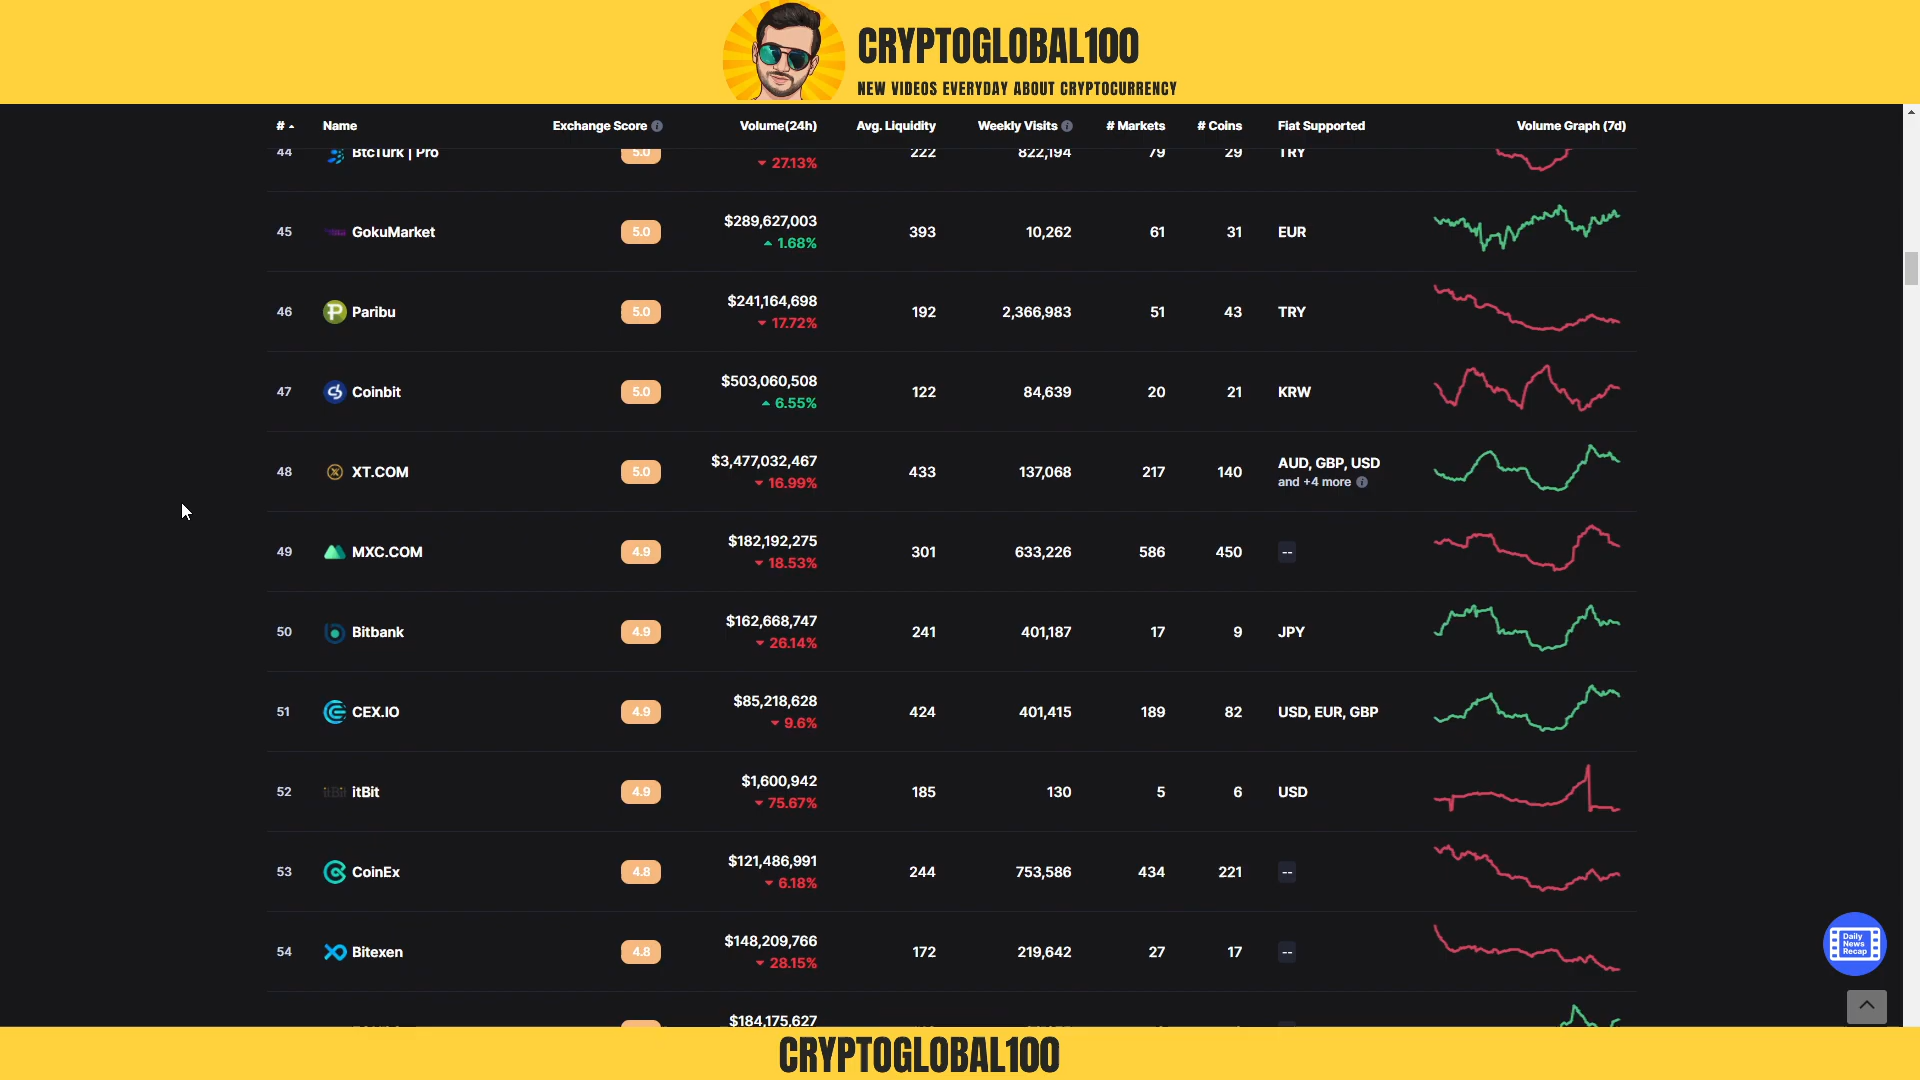 CRYPTOGLOBAL100
NEW VIDEOS EVERYDAY ABOUT CRYPTOCURRENCY
# Name Exchange Score Volume(24h) Avg. Liquidity Weekly Visits # Markets # Coins Fiat Supported Volume Graph (7d)
44 BtcTurk | Pro 5.0 27.13% 222 822,194 79 29 TRY
45 GokuMarket 5.0 $289,627,003 393 10,262 61 31 EUR
1.68%
46 Paribu 5.0 $241,164,698 192 2,366,983 51 43 TRY
17.72%
47 Coinbit 5.0 $503,060,508 122 84,639 20 21 KRW
6.55%
48 XT.COM 5.0 $3,477,032,467 433 137,068 217 140 AUD, GBP, USD
16.99% and +4 more
49 MXC.COM 4.9 $182,192,275 301 633,226 586 450 --
18.53%
50 Bitbank 4.9 $162,668,747 241 401,187 17 9 JPY
26.14%
51 CEX.IO 4.9 $85,218,628 424 401,415 189 82 USD, EUR, GBP
9.6%
52 itBit itBit 4.9 $1,600,942 185 130 5 6 USD
75.67%
53 CoinEx 4.8 $121,486,991 244 753,586 434 221 --
6.18%
54 Bitexen 4.8 $148,209,766 172 219,642 27 17 --
28.15%
$184,175,627
Daily
News
Recap
CRYPTOGLOBAL100